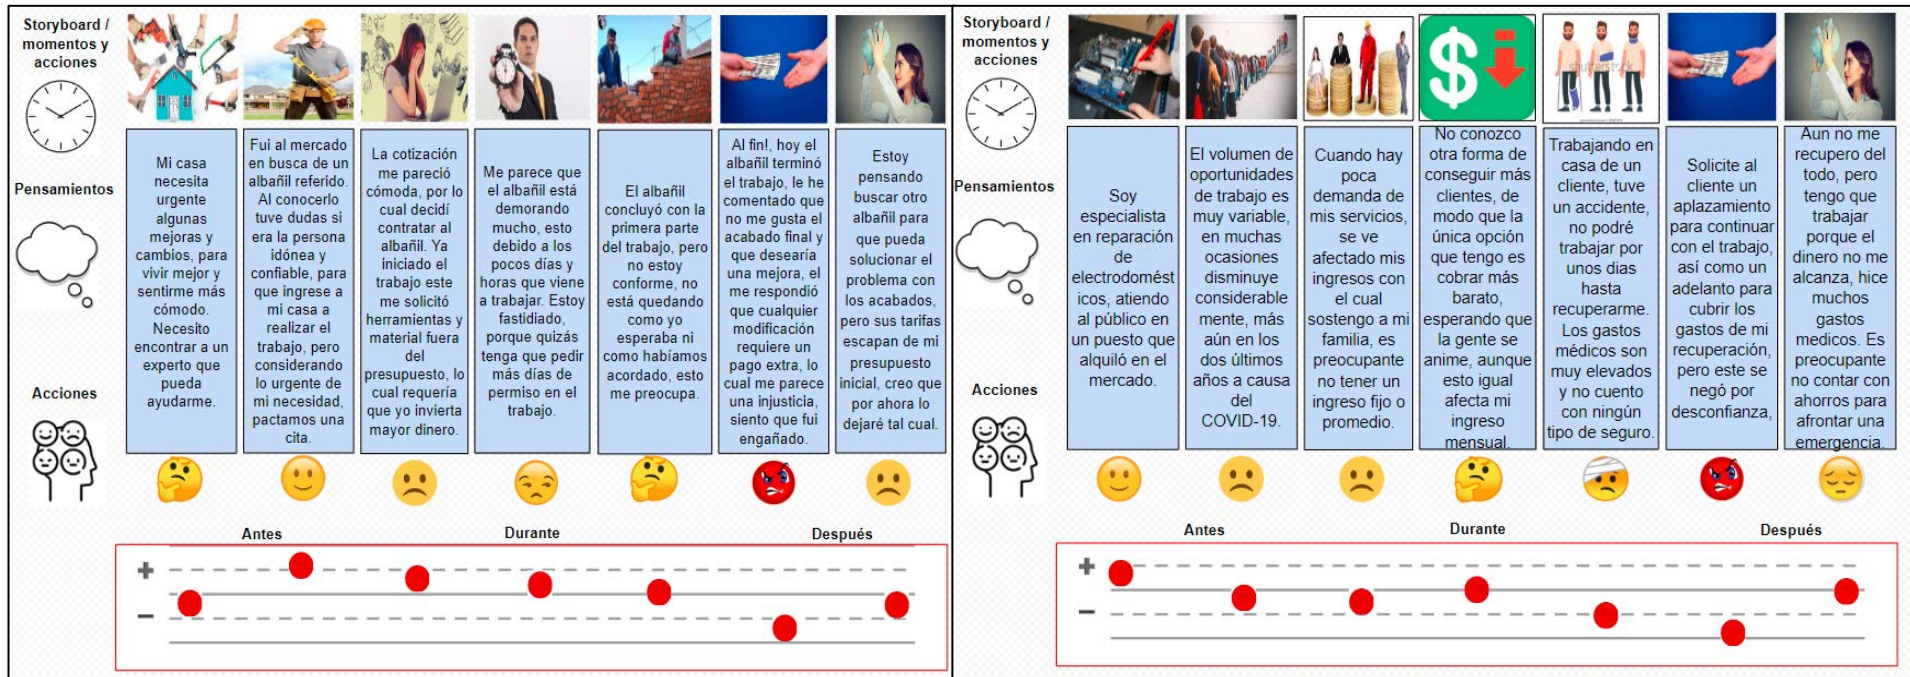 Storyboard /
momentos y
acciones
Pensamientos
Acciones
Mi casa
necesita
urgente
algunas
mejoras y
cambios, para
vivir mejor y
sentirme más
cómodo.
Necesito
encontrar a un
experto que
pueda
ayudarme.
Fui al mercado
en busca de un
albañil referido.
Al conocerlo
tuve dudas si
era la persona
idónea y
confiable, para
que ingrese a
mi casa a
realizar el
trabajo, pero
considerando
lo urgente de
mi necesidad,
pactamos una
cita.
La cotización
me pareció
cómoda, por lo
cual decidí
contratar al
albañil. Ya
iniciado el
trabajo este
me solicitó
herramientas y
material fuera
del
presupuesto, lo
cual requería
que yo invierta
mayor dinero.
Me parece que
el albañil está
demorando
mucho, esto
debido a los
pocos días y
horas que viene
a trabajar. Estoy
fastidiado,
porque quizás
tenga que pedir
más días de
permiso en el
trabajo.
El albañil
concluyó con la
primera parte
del trabajo, pero
no estoy
conforme, no
está quedando
como yo
esperaba ni
como habíamos
acordado, esto
me preocupa.
Al fin!, hoy el
albañil terminó
el trabajo, le he
comentado que
no me gusta el
acabado final y
que desearía
una mejora, el
me respondió
que cualquier
modificación
requiere un
pago extra, lo
cual me parece
una injusticia,
siento que fui
engañado.
Estoy
pensando
buscar otro
albañil para
que pueda
solucionar el
problema con
los acabados,
pero sus tarifas
escapan de mi
presupuesto
inicial, creo que
por ahora lo
dejaré tal cual.
Antes
Durante
Después
+
−
Storyboard /
momentos y
acciones
Pensamientos
Acciones
Soy
especialista
en reparación
de
electrodomést
icos, atiendo
al público en
un puesto que
alquiló en el
mercado.
El volumen de
oportunidades
de trabajo es
muy variable,
en muchas
ocasiones
disminuye
considerable
mente, más
aún en los
dos últimos
años a causa
del
COVID-19.
Cuando hay
poca
demanda de
mis servicios,
se ve
afectado mis
ingresos con
el cual
sostengo a mi
familia, es
preocupante
no tener un
ingreso fijo o
promedio.
No conozco
otra forma de
conseguir más
clientes, de
modo que la
única opción
que tengo es
cobrar más
barato,
esperando que
la gente se
anime, aunque
esto igual
afecta mi
ingreso
mensual.
shutterstock
Trabajando en
casa de un
cliente, tuve
un accidente,
no podré
trabajar por
unos dias
hasta
recuperarme.
Los gastos
médicos son
muy elevados
y no cuento
con ningún
tipo de seguro.
Solicite al
cliente un
aplazamiento
para continuar
con el trabajo,
así como un
adelanto para
cubrir los
gastos de mi
recuperación,
pero este se
negó por
desconfianza,
Aun no me
recupero del
todo, pero
tengo que
trabajar
porque el
dinero no me
alcanza, hice
muchos
gastos
medicos. Es
preocupante
no contar con
ahorros para
afrontar una
emergencia.
Antes
Durante
Después
+
−